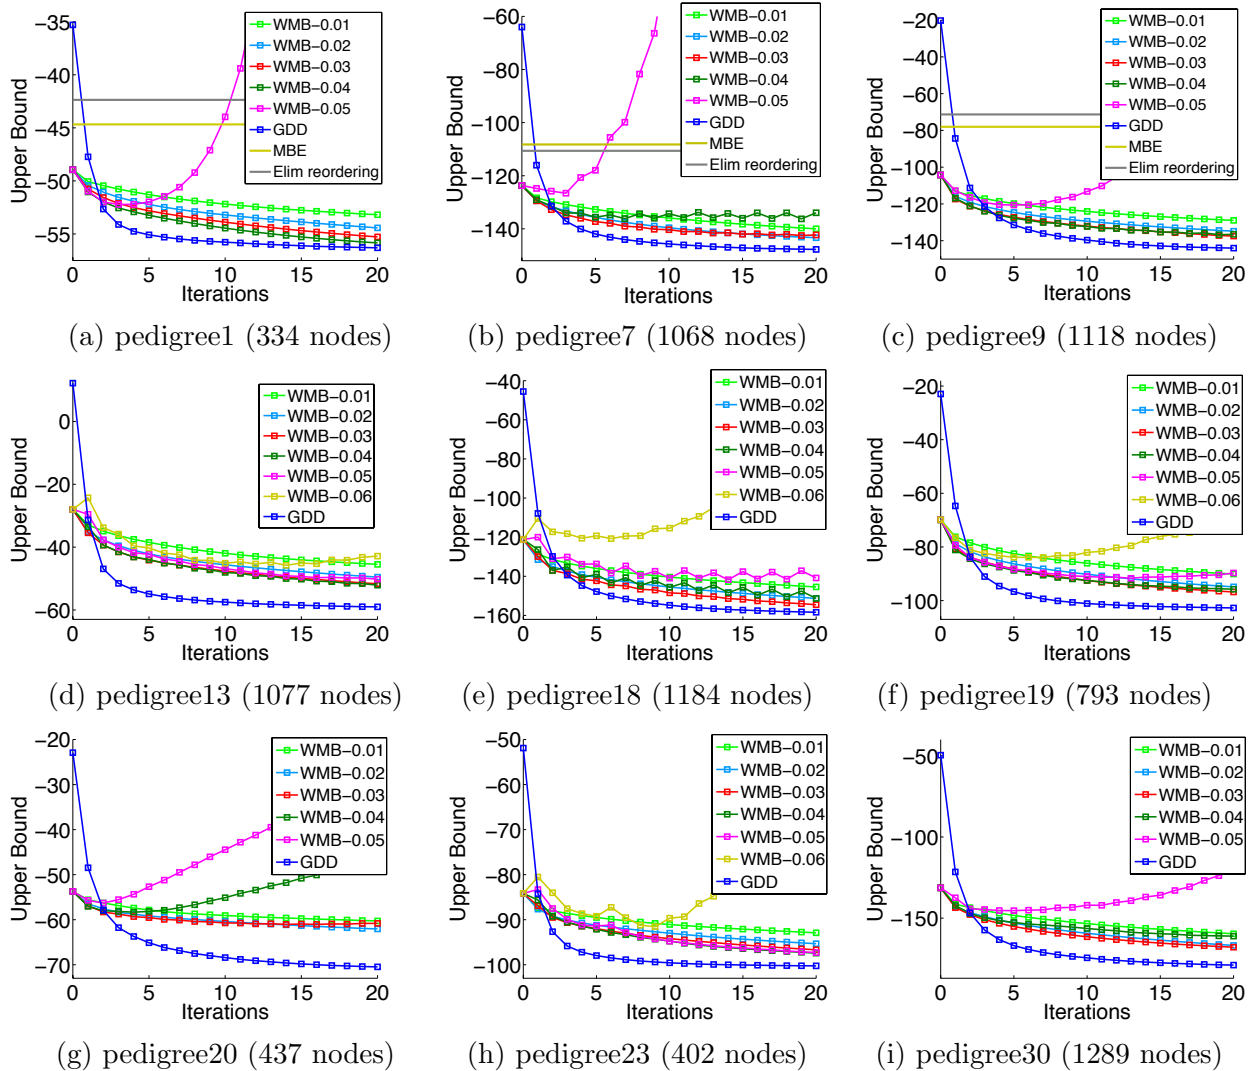 −35
−40
−45
−50
−55
Upper Bound
0
5
10
15
20
Iterations
WMB−0.01
WMB−0.02
WMB−0.03
WMB−0.04
WMB−0.05
GDD
MBE
Elim reordering
(a) pedigree1 (334 nodes)
−60
−80
−100
−120
−140
Upper Bound
0
5
10
15
20
Iterations
WMB−0.01
WMB−0.02
WMB−0.03
WMB−0.04
WMB−0.05
GDD
MBE
Elim reordering
(b) pedigree7 (1068 nodes)
−20
−40
−60
−80
−100
−120
−140
Upper Bound
0
5
10
15
20
Iterations
WMB−0.01
WMB−0.02
WMB−0.03
WMB−0.04
WMB−0.05
GDD
MBE
Elim reordering
(c) pedigree9 (1118 nodes)
0
−20
−40
−60
Upper Bound
0
5
10
15
20
Iterations
WMB−0.01
WMB−0.02
WMB−0.03
WMB−0.04
WMB−0.05
WMB−0.06
GDD
(d) pedigree13 (1077 nodes)
−40
−60
−80
−100
−120
−140
−160
Upper Bound
0
5
10
15
20
Iterations
WMB−0.01
WMB−0.02
WMB−0.03
WMB−0.04
WMB−0.05
WMB−0.06
GDD
(e) pedigree18 (1184 nodes)
−20
−40
−60
−80
−100
Upper Bound
0
5
10
15
20
Iterations
WMB−0.01
WMB−0.02
WMB−0.03
WMB−0.04
WMB−0.05
WMB−0.06
GDD
(f) pedigree19 (793 nodes)
−20
−30
−40
−50
−60
−70
Upper Bound
0
5
10
15
20
Iterations
WMB−0.01
WMB−0.02
WMB−0.03
WMB−0.04
WMB−0.05
GDD
(g) pedigree20 (437 nodes)
−50
−60
−70
−80
−90
−100
Upper Bound
0
5
10
15
20
Iterations
WMB−0.01
WMB−0.02
WMB−0.03
WMB−0.04
WMB−0.05
WMB−0.06
GDD
(h) pedigree23 (402 nodes)
−50
−100
−150
Upper Bound
0
5
10
15
20
Iterations
WMB−0.01
WMB−0.02
WMB−0.03
WMB−0.04
WMB−0.05
GDD
(i) pedigree30 (1289 nodes)